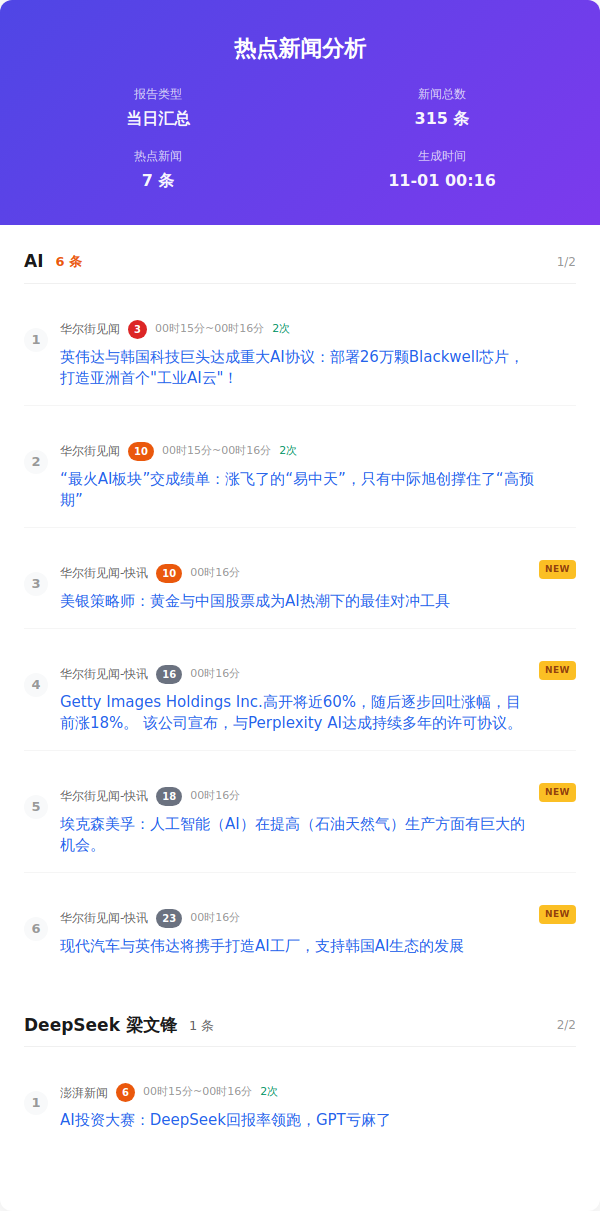 热点新闻分析
报告类型
当日汇总
新闻总数
315 条
热点新闻
7 条
生成时间
11-01 00:16
AI 6 条 1/2
1 华尔街见闻 3 00时15分~00时16分 2次
英伟达与韩国科技巨头达成重大AI协议：部署26万颗Blackwell芯片，
打造亚洲首个"工业AI云"！
2 华尔街见闻 10 00时15分~00时16分 2次
“最火AI板块”交成绩单：涨飞了的“易中天”，只有中际旭创撑住了“高预
期”
3 华尔街见闻-快讯 10 00时16分 NEW
美银策略师：黄金与中国股票成为AI热潮下的最佳对冲工具
4 华尔街见闻-快讯 16 00时16分 NEW
Getty Images Holdings Inc.高开将近60%，随后逐步回吐涨幅，目
前涨18%。 该公司宣布，与Perplexity AI达成持续多年的许可协议。
5 华尔街见闻-快讯 18 00时16分 NEW
埃克森美孚：人工智能（AI）在提高（石油天然气）生产方面有巨大的
机会。
6 华尔街见闻-快讯 23 00时16分 NEW
现代汽车与英伟达将携手打造AI工厂，支持韩国AI生态的发展
DeepSeek 梁文锋 1 条 2/2
1 澎湃新闻 6 00时15分~00时16分 2次
AI投资大赛：DeepSeek回报率领跑，GPT亏麻了